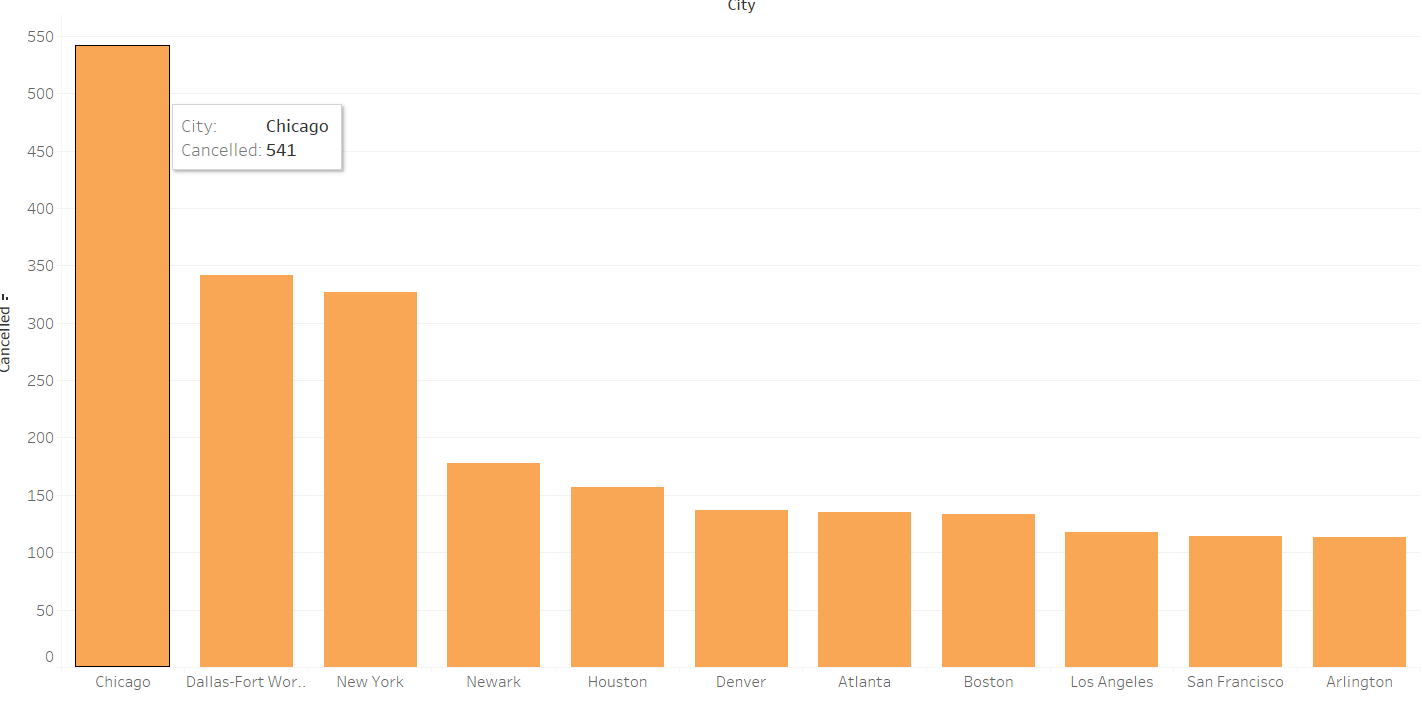 City
550
500
450
400
350
300
250
200
150
100
50
0
Cancelled
City: Chicago
Cancelled: 541
Chicago Dallas-Fort Wor.. New York Newark Houston Denver Atlanta Boston Los Angeles San Francisco Arlington